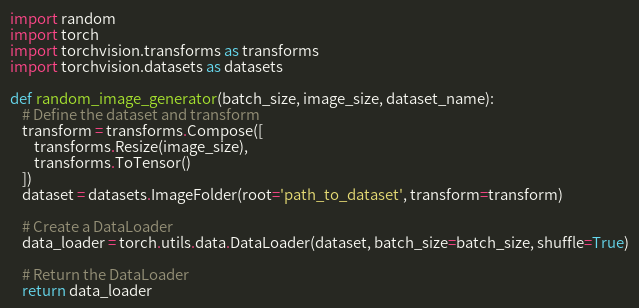 import random
import torch
import torchvision.transforms as transforms
import torchvision.datasets as datasets

def random_image_generator(batch_size, image_size, dataset_name):
    # Define the dataset and transform
    transform = transforms.Compose([
        transforms.Resize(image_size),
        transforms.ToTensor()
    ])
    dataset = datasets.ImageFolder(root='path_to_dataset', transform=transform)

    # Create a DataLoader
    data_loader = torch.utils.data.DataLoader(dataset, batch_size=batch_size, shuffle=True)

    # Return the DataLoader
    return data_loader